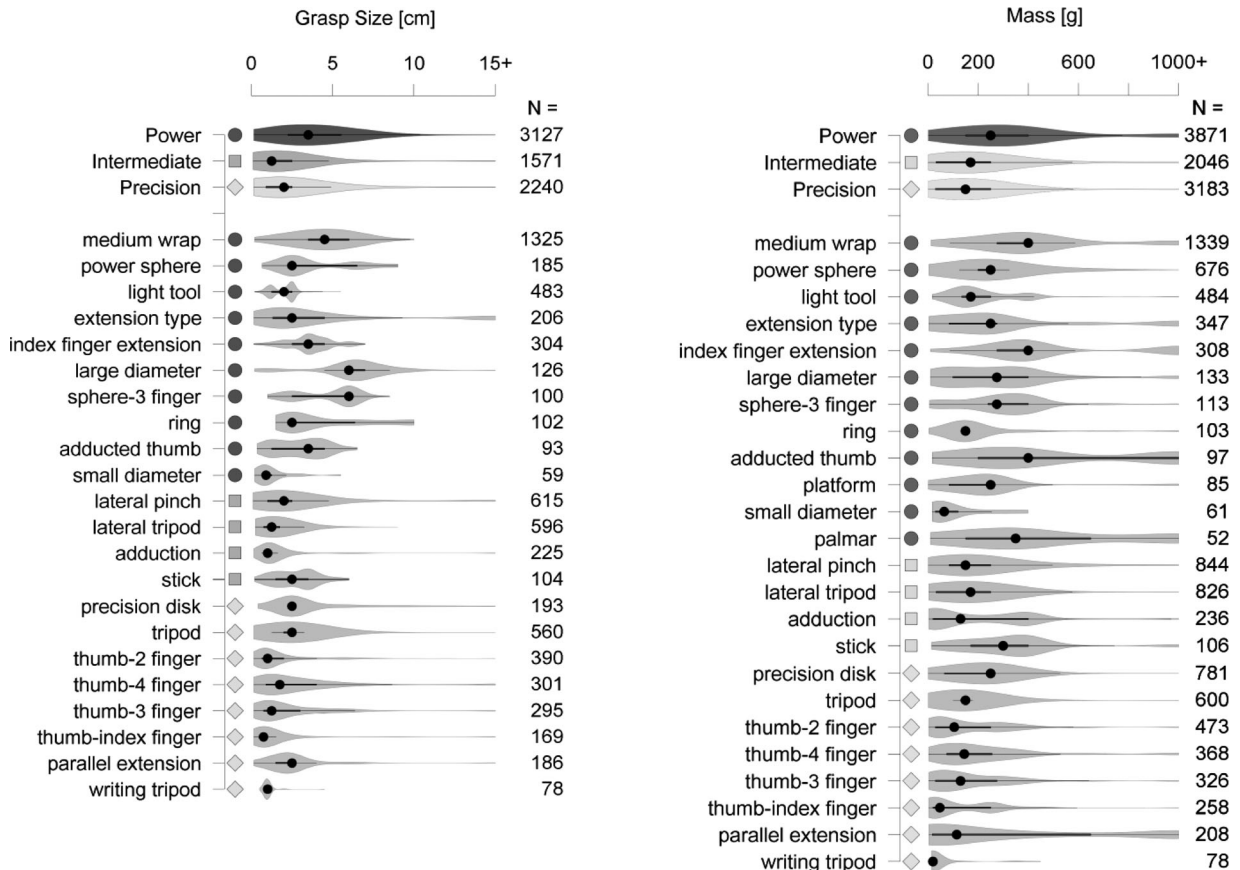 Grasp Size [cm]
0 5 10 15+
N =
Power 3127
Intermediate 1571
Precision 2240
medium wrap 1325
power sphere 185
light tool 483
extension type 206
index finger extension 304
large diameter 126
sphere-3 finger 100
ring 102
adducted thumb 93
small diameter 59
lateral pinch 615
lateral tripod 596
adduction 225
stick 104
precision disk 193
tripod 560
thumb-2 finger 390
thumb-4 finger 301
thumb-3 finger 295
thumb-index finger 169
parallel extension 186
writing tripod 78
Mass [g]
0 200 600 1000+
N =
Power 3871
Intermediate 2046
Precision 3183
medium wrap 1339
power sphere 676
light tool 484
extension type 347
index finger extension 308
large diameter 133
sphere-3 finger 113
ring 103
adducted thumb 97
platform 85
small diameter 61
palmar 52
lateral pinch 844
lateral tripod 826
adduction 236
stick 106
precision disk 781
tripod 600
thumb-2 finger 473
thumb-4 finger 368
thumb-3 finger 326
thumb-index finger 258
parallel extension 208
writing tripod 78